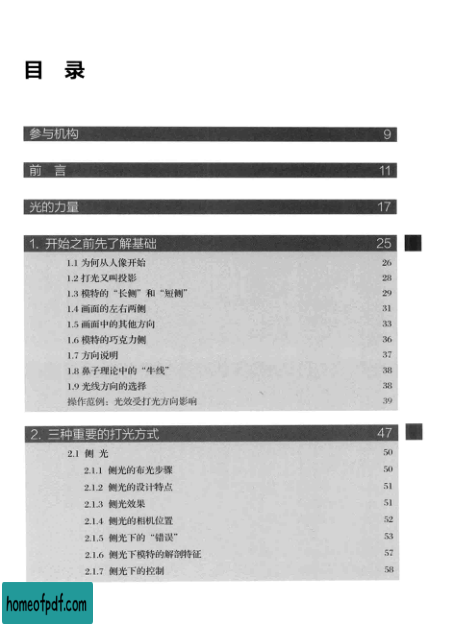 目 录
参与机构 9
前 言 11
光的力量 17
1. 开始之前先了解基础 25
1.1 为何从人像开始 26
1.2 打光又叫投影 28
1.3 模特的“长侧”和“短侧” 29
1.4 画面的左右两侧 31
1.5 画面中的其他方向 33
1.6 模特的巧克力侧 36
1.7 方向说明 37
1.8 鼻子理论中的“牛线” 38
1.9 光线方向的选择 38
操作范例：光效受打光方向影响 39
2. 三种重要的打光方式 47
2.1 侧 光 50
2.1.1 侧光的布光步骤 50
2.1.2 侧光的设计特点 51
2.1.3 侧光效果 51
2.1.4 侧光的相机位置 52
2.1.5 侧光下的“错误” 53
2.1.6 侧光下模特的解剖特征 57
2.1.7 侧光下的控制 58
homeofpdf.com